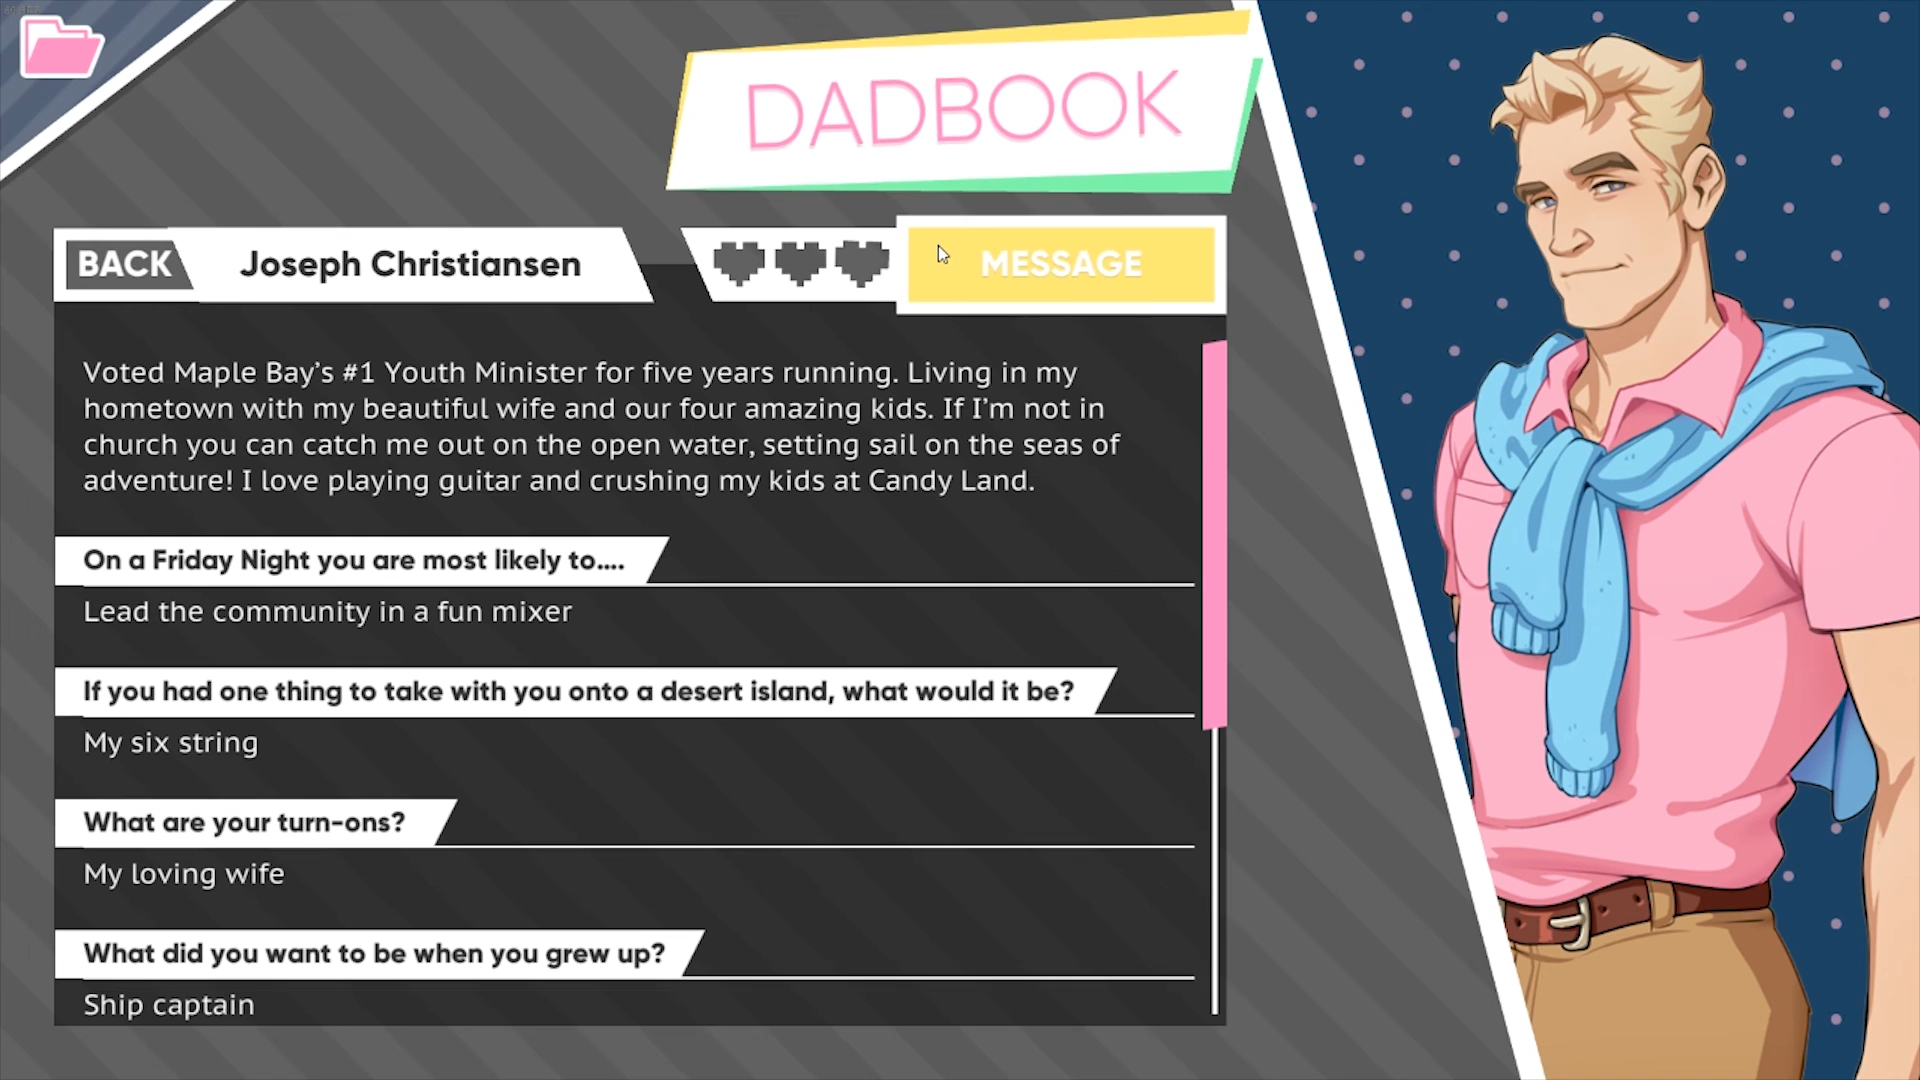 DADBOOK
BACK
Joseph Christiansen
MESSAGE
Voted Maple Bay’s #1 Youth Minister for five years running. Living in my
hometown with my beautiful wife and our four amazing kids. If I’m not in
church you can catch me out on the open water, setting sail on the seas of
adventure! I love playing guitar and crushing my kids at Candy Land.
On a Friday Night you are most likely to....
Lead the community in a fun mixer
If you had one thing to take with you onto a desert island, what would it be?
My six string
What are your turn-ons?
My loving wife
What did you want to be when you grew up?
Ship captain